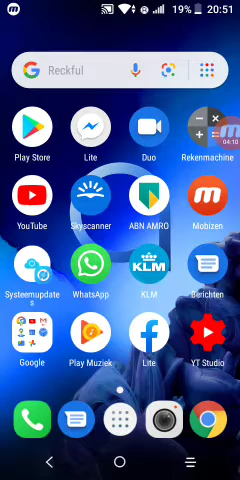 19% 20:51
Reckful
04:10
Play Store Lite Duo Rekenmachine
YouTube Skyscanner ABN AMRO Mobizen
KLM
Systeemupdate
s WhatsApp KLM Berichten
Google Play Muziek Lite YT Studio